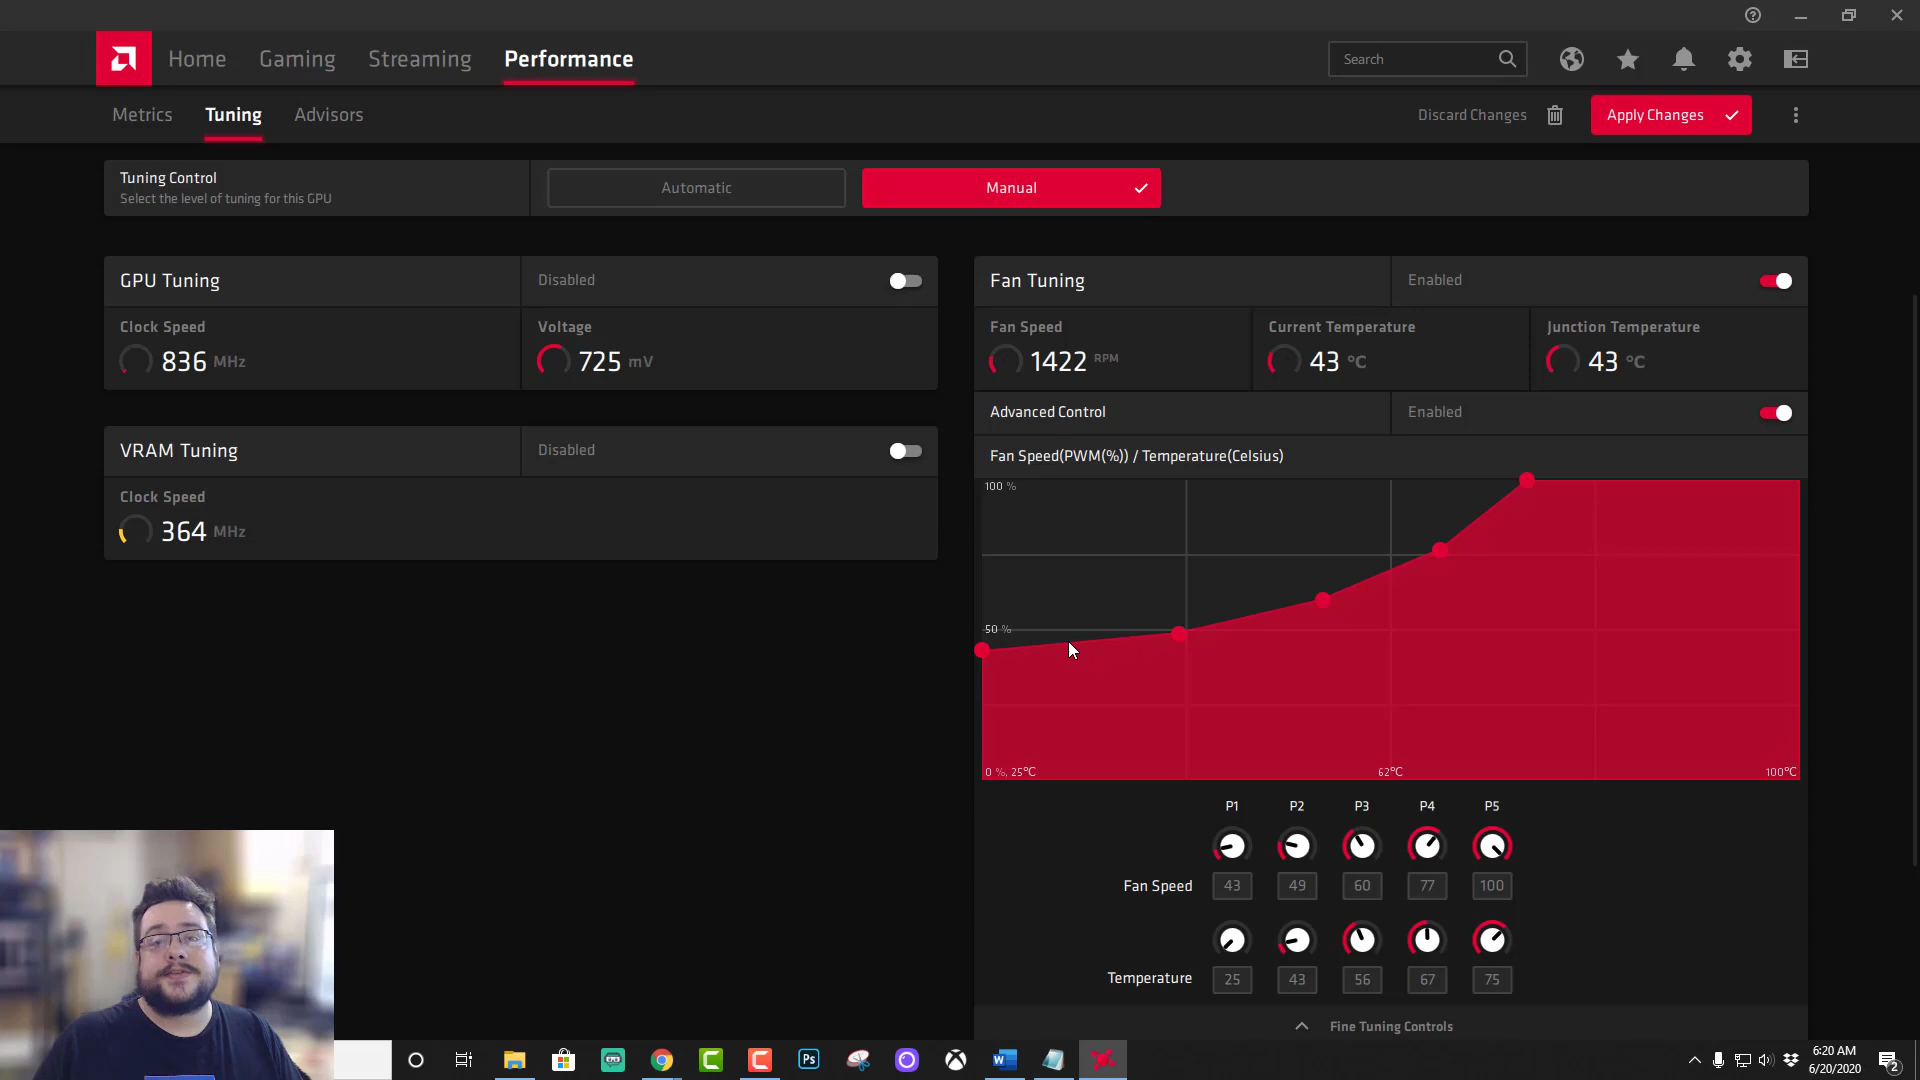 Home
Gaming
Streaming
Performance
Search
Metrics
Tuning
Advisors
Discard Changes
Apply Changes
Tuning Control
Select the level of tuning for this GPU
Automatic
Manual
GPU Tuning
Disabled
Clock Speed
836 MHz
Voltage
725 mV
VRAM Tuning
Disabled
Clock Speed
364 MHz
Fan Tuning
Enabled
Fan Speed
1422 RPM
Current Temperature
43 °C
Junction Temperature
43 °C
Advanced Control
Enabled
Fan Speed(PWM(%)) / Temperature(Celsius)
100 %
50 %
0 %, 25°C
62°C
100°C
P1 P2 P3 P4 P5
Fan Speed 43 49 60 77 100
Temperature 25 43 56 67 75
Fine Tuning Controls
Ps
6:20 AM
6/20/2020
2